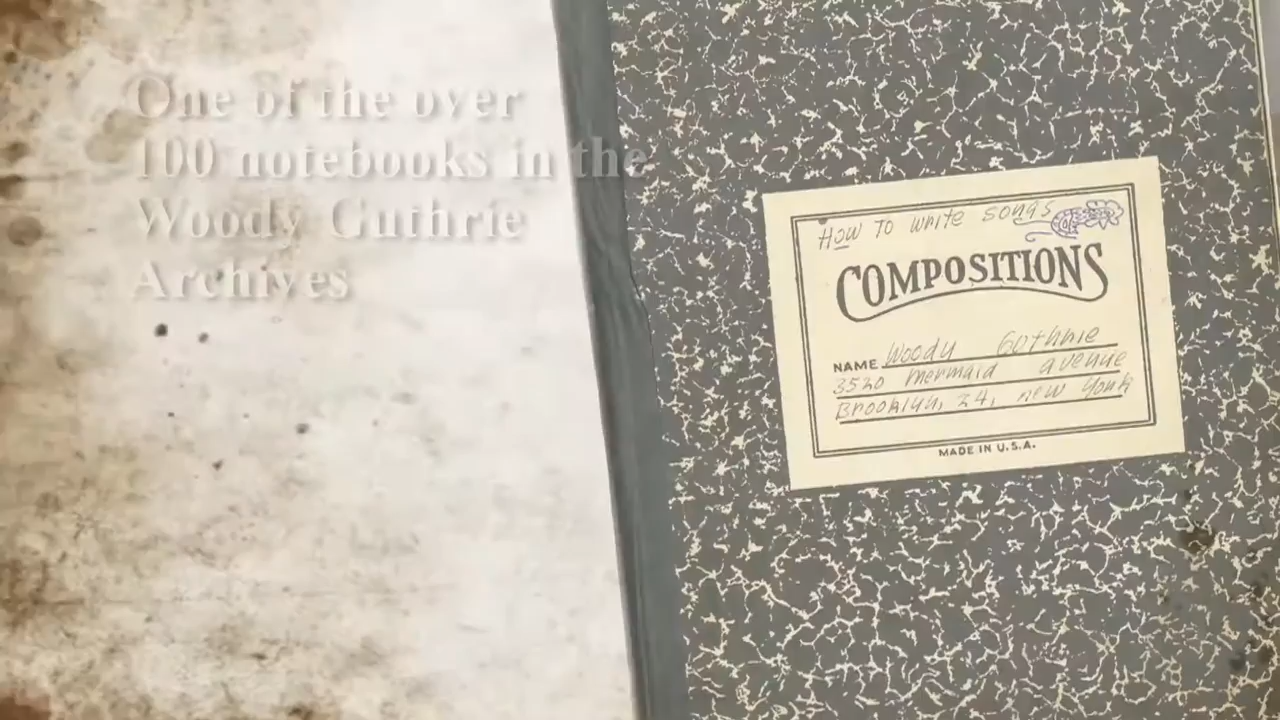 One of the over
100 notebooks in the
Woody Guthrie
Archives
How to write songs
COMPOSITIONS
NAME Woody Guthrie
3520 mermaid avenue
Brooklyn, 24, new York
MADE IN U.S.A.